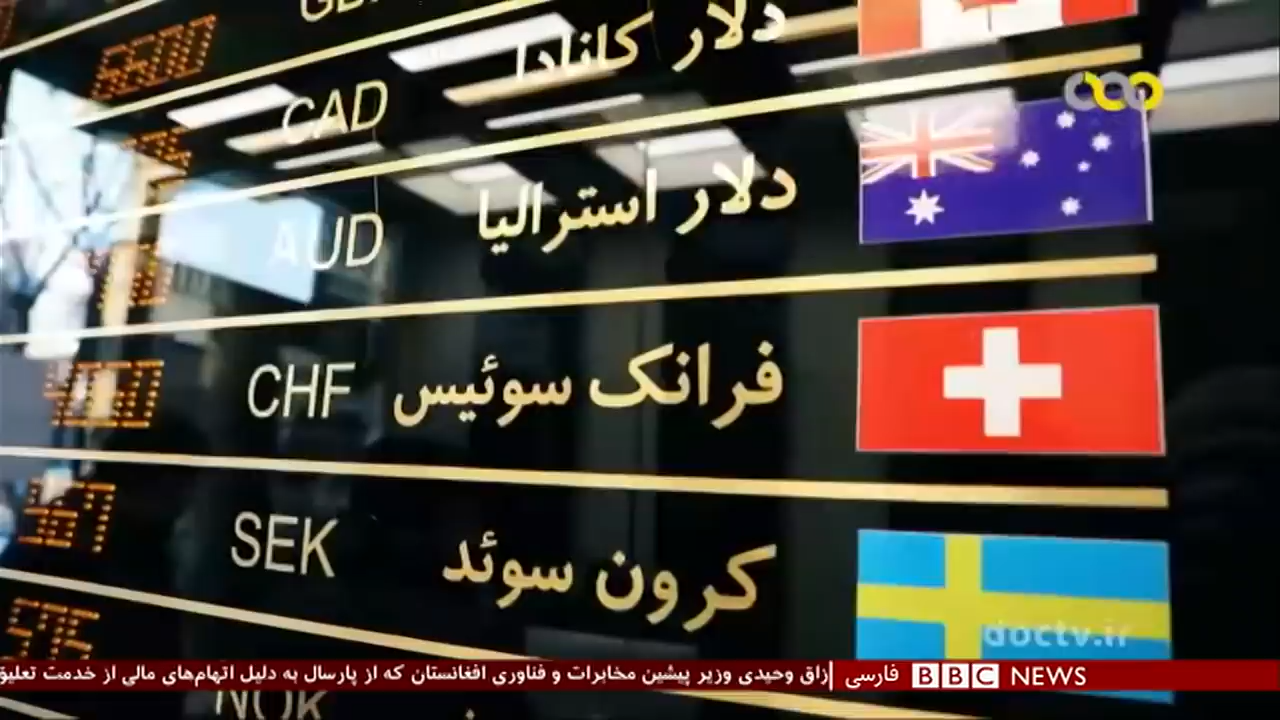 دلار کانادا CAD
دلار استرالیا AUD
فرانک سوئیس CHF
کرون سوئد SEK
doctv.ir
NOK
BBC NEWS فارسی
زاق وحیدی وزیر پیشین مخابرات و فناوری افغانستان که از پارسال به دلیل اتهام‌های مالی از خدمت تعلیق